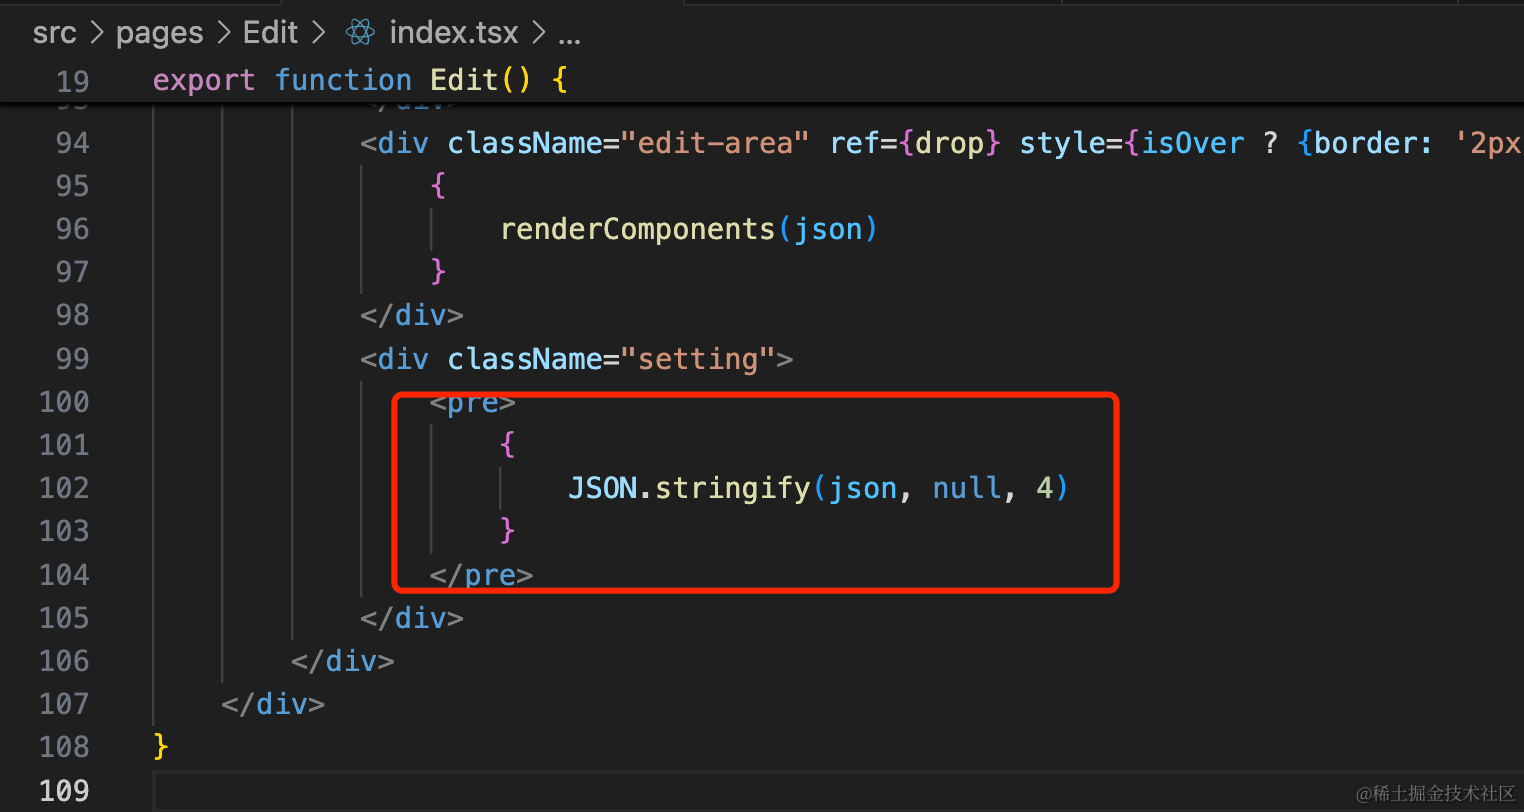 src > pages > Edit > index.tsx > ...
19 export function Edit() {
93 </div>
94 <div className="edit-area" ref={drop} style={isOver ? {border: '2px
95 {
96 renderComponents(json)
97 }
98 </div>
99 <div className="setting">
100 <pre>
101 {
102 JSON.stringify(json, null, 4)
103 }
104 </pre>
105 </div>
106 </div>
107 </div>
108 }
109
@稀土掘金技术社区